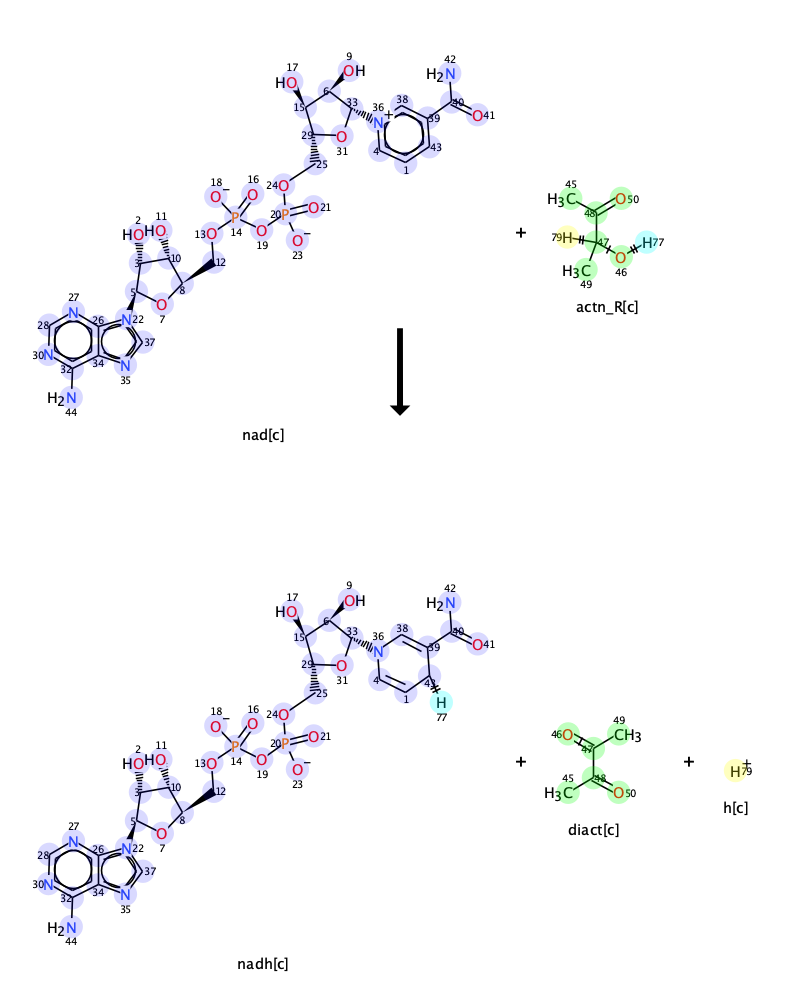 42
17 9 H₂N N
HO OH
6 33 36 38 40 O 41
15 N + 39
29 O 43
31 4 1
25
18 16 24 45
O⁻ O O H₃C O 50
2 11 20 P O 21 48
HO HO 13 O P O + 79 H 47 H 77
14 19 O⁻ O
3 10 12 23 H₃C 46
49
5 8
O actn_R[c]
27 7
N 26 N 22
28
30 N 34 37
32 N
35
H₂N
44
nad[c]
42
17 9 H₂N N
HO OH
6 33 36 38 40 O 41
15 N 39
29 O 43
31 4 1 H
25 77
18 16 24 49
O⁻ O O 46 O CH₃
2 11 20 P O 21 47
HO HO 13 O P O + 45 48 + H⁺ 79
14 19 O⁻ H₃C O 50
3 10 12 23
h[c]
5 8
O diact[c]
27 7
N 26 N 22
28
30 N 34 37
32 N
35
H₂N
44
nadh[c]